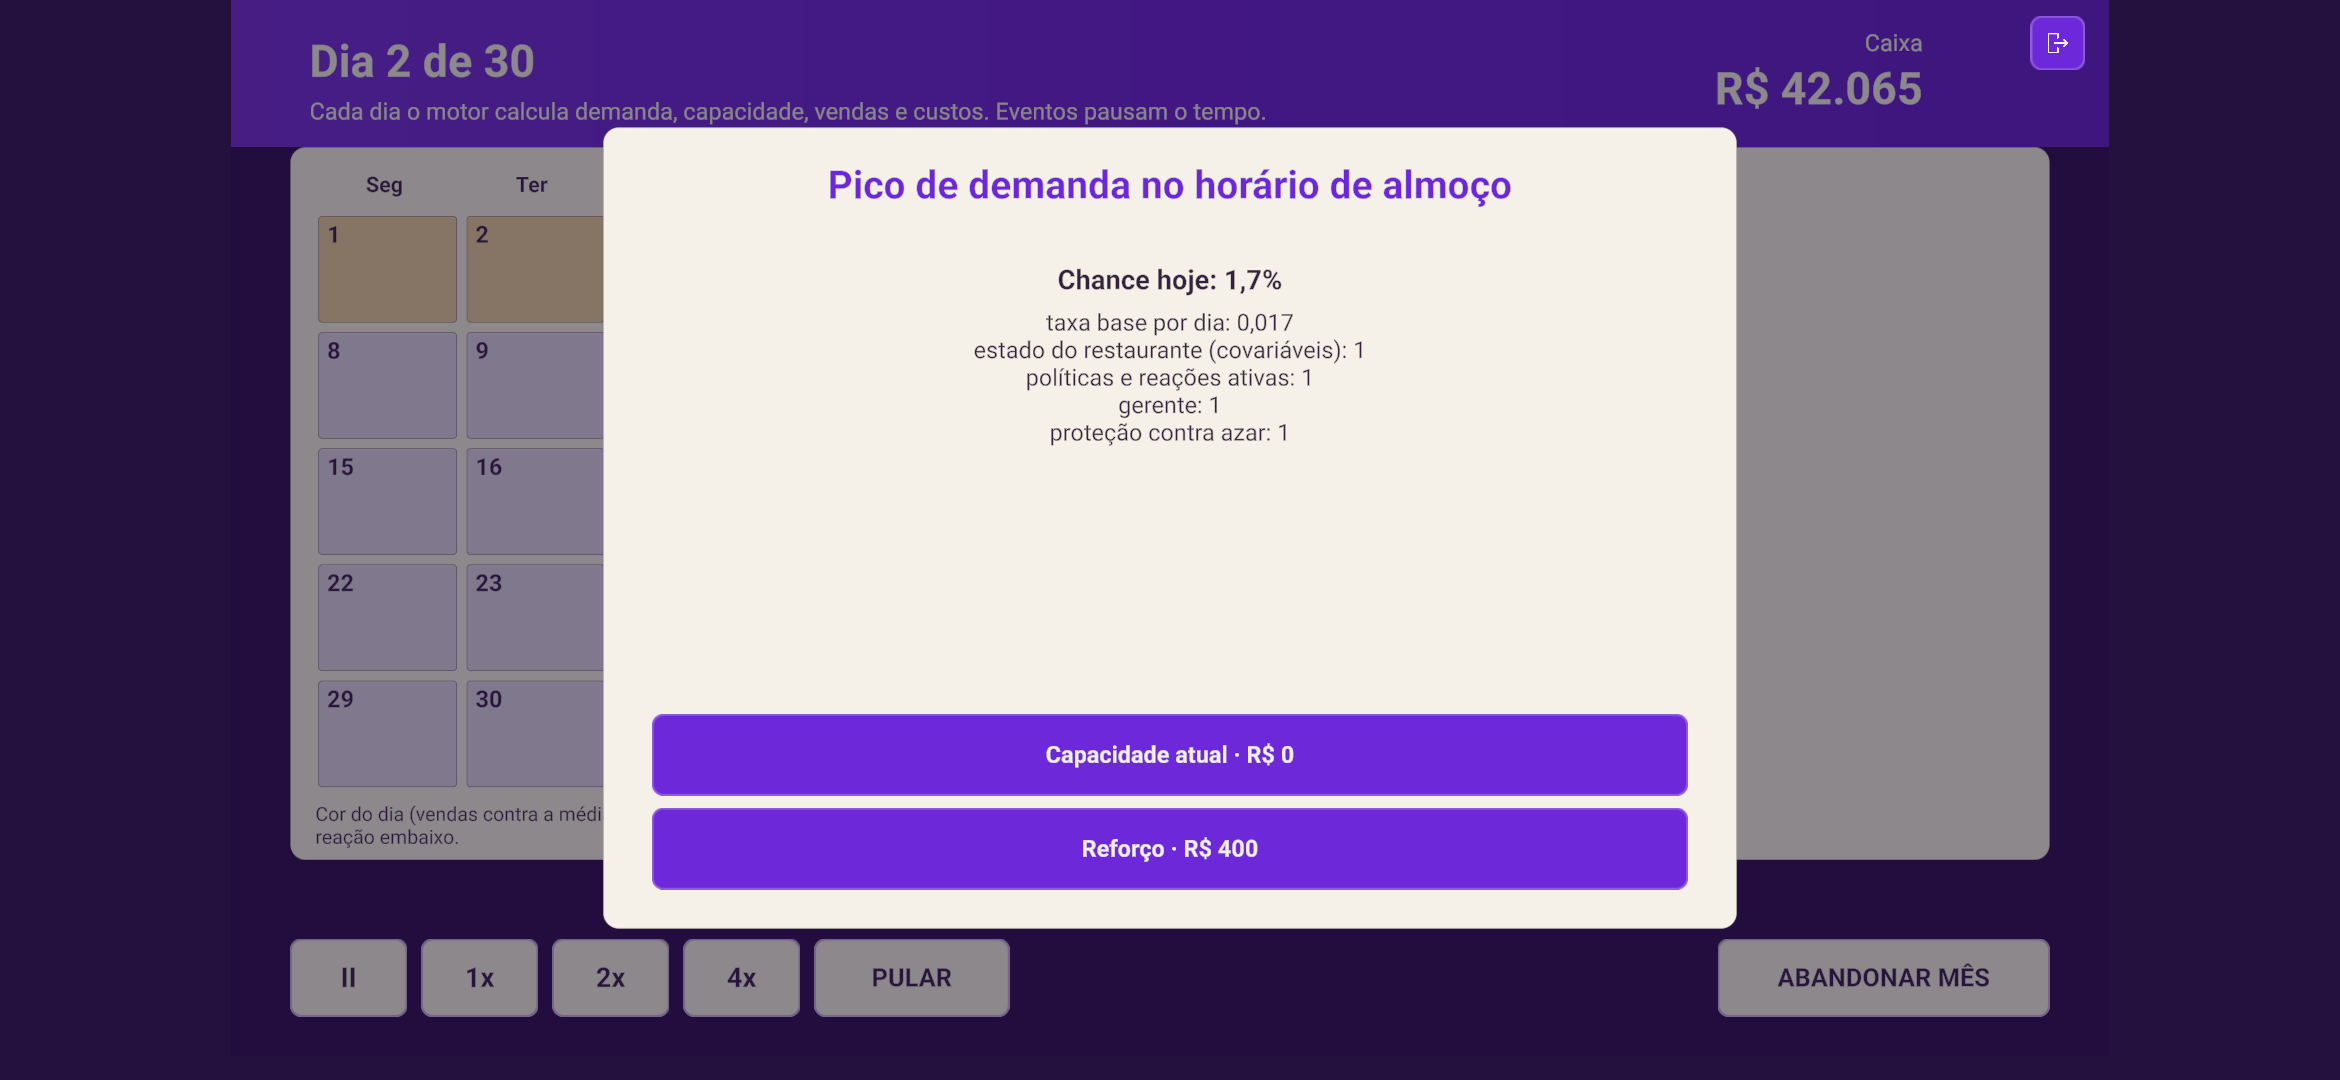 Dia 2 de 30
Cada dia o motor calcula demanda, capacidade, vendas e custos. Eventos pausam o tempo.
Caixa
R$ 42.065
Seg
Ter
1
2
8
9
15
16
22
23
29
30
Cor do dia (vendas contra a médi
reação embaixo.
Pico de demanda no horário de almoço
Chance hoje: 1,7%
taxa base por dia: 0,017
estado do restaurante (covariáveis): 1
políticas e reações ativas: 1
gerente: 1
proteção contra azar: 1
Capacidade atual · R$ 0
Reforço · R$ 400
II
1x
2x
4x
PULAR
ABANDONAR MÊS